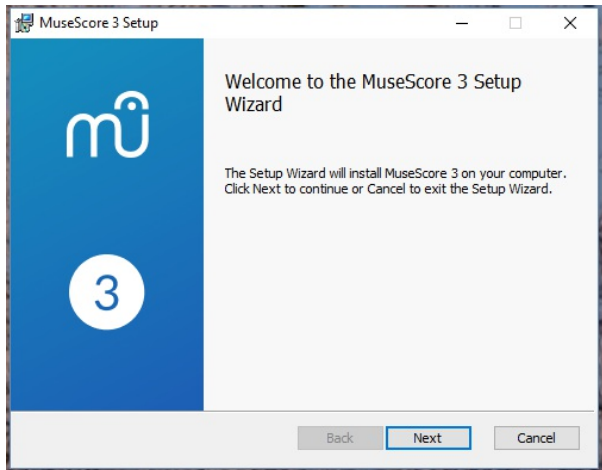 MuseScore 3 Setup
Welcome to the MuseScore 3 Setup
Wizard
The Setup Wizard will install MuseScore 3 on your computer.
Click Next to continue or Cancel to exit the Setup Wizard.
mu
3
Back
Next
Cancel